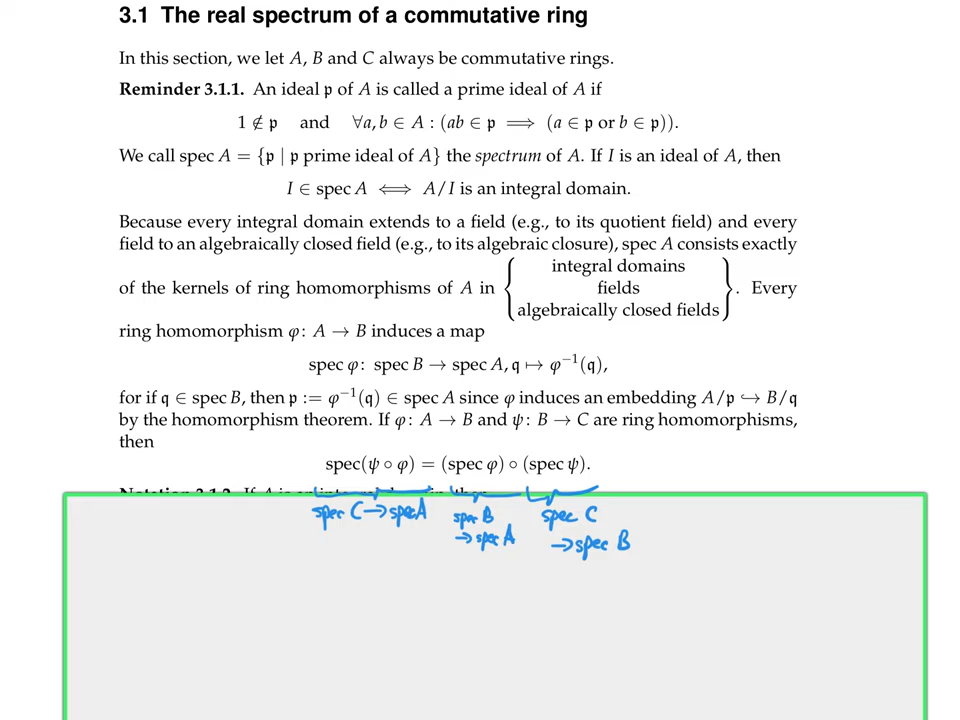 3.1 The real spectrum of a commutative ring
In this section, we let A, B and C always be commutative rings.
Reminder 3.1.1. An ideal 𝔭 of A is called a prime ideal of A if
1 ∉ 𝔭 and ∀a, b ∈ A : (ab ∈ 𝔭 ⟹ (a ∈ 𝔭 or b ∈ 𝔭)).
We call spec A = {𝔭 | 𝔭 prime ideal of A} the spectrum of A. If I is an ideal of A, then
I ∈ spec A ⟺ A/I is an integral domain.
Because every integral domain extends to a field (e.g., to its quotient field) and every
field to an algebraically closed field (e.g., to its algebraic closure), spec A consists exactly
of the kernels of ring homomorphisms of A in { integral domains
fields
algebraically closed fields } . Every
ring homomorphism φ: A → B induces a map
spec φ: spec B → spec A, 𝔮 ↦ φ⁻¹(𝔮),
for if 𝔮 ∈ spec B, then 𝔭 := φ⁻¹(𝔮) ∈ spec A since φ induces an embedding A/𝔭 ↪ B/𝔮
by the homomorphism theorem. If φ: A → B and ψ: B → C are ring homomorphisms,
then
spec(ψ ∘ φ) = (spec φ) ∘ (spec ψ).
spec C → spec A spec B spec C
→ spec A → spec B